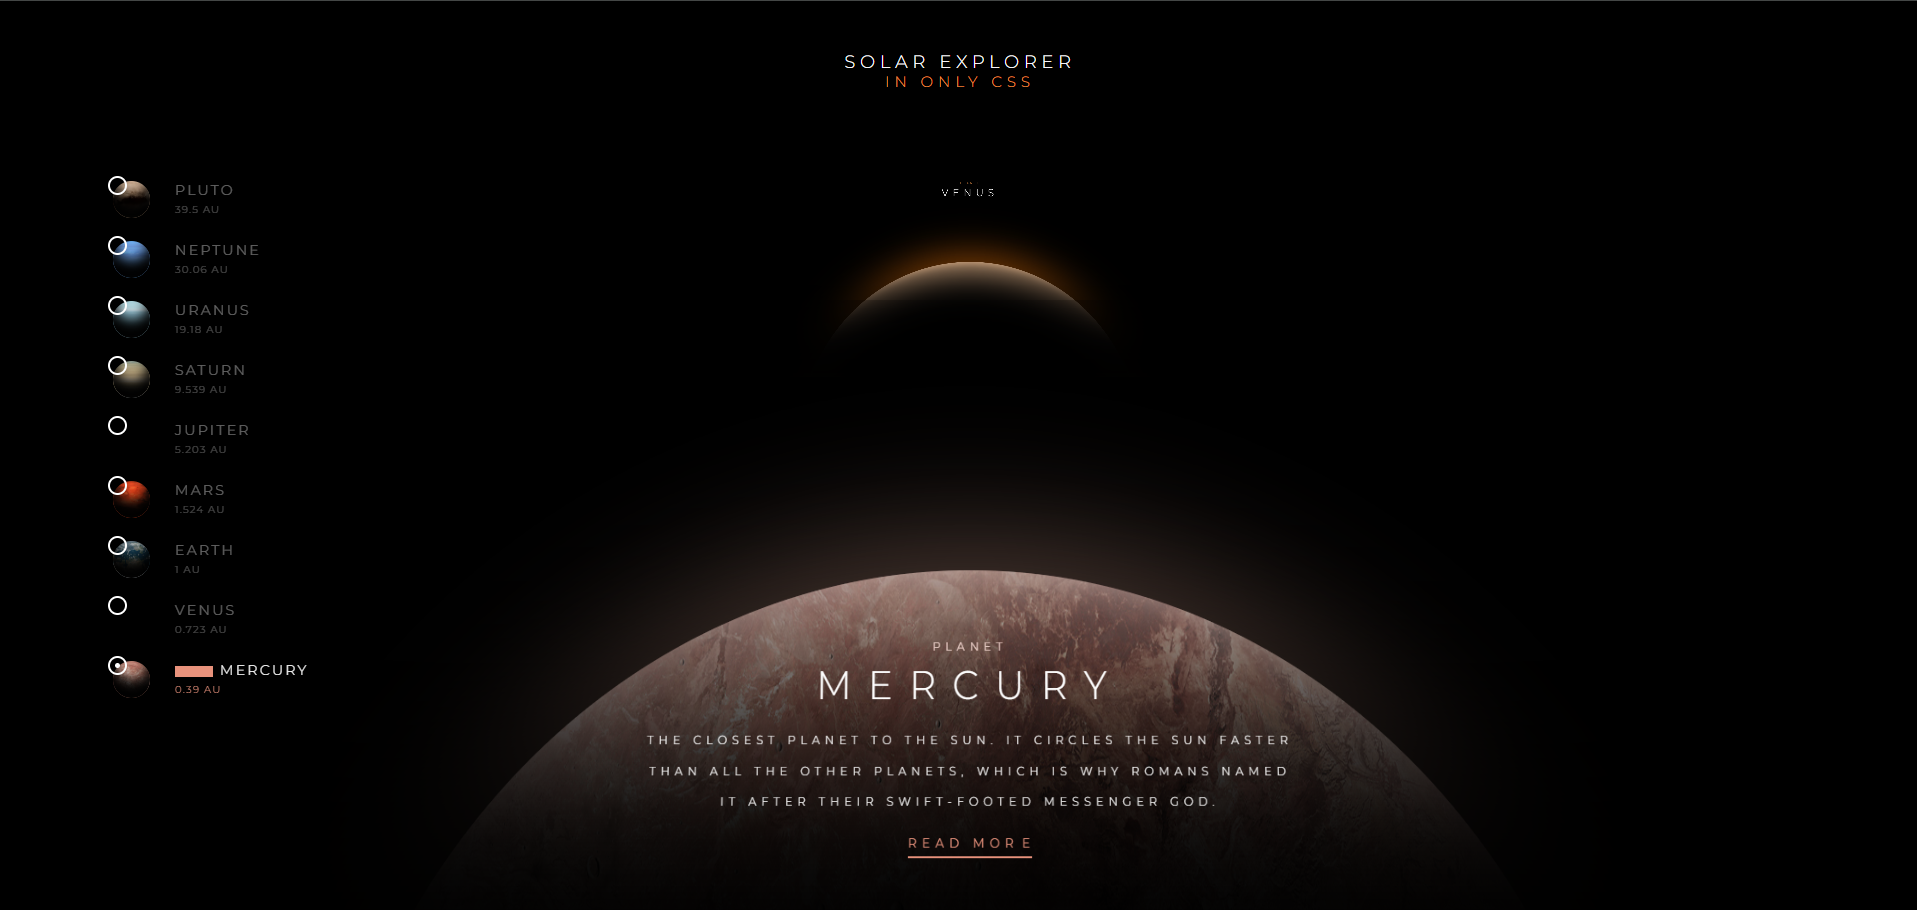 SOLAR EXPLORER
IN ONLY CSS
PLUTO
39.5 AU
NEPTUNE
30.06 AU
URANUS
19.18 AU
SATURN
9.539 AU
JUPITER
5.203 AU
MARS
1.524 AU
EARTH
1 AU
VENUS
0.723 AU
MERCURY
0.39 AU
VENUS
PLANET
MERCURY
THE CLOSEST PLANET TO THE SUN. IT CIRCLES THE SUN FASTER
THAN ALL THE OTHER PLANETS, WHICH IS WHY ROMANS NAMED
IT AFTER THEIR SWIFT-FOOTED MESSENGER GOD.
READ MORE